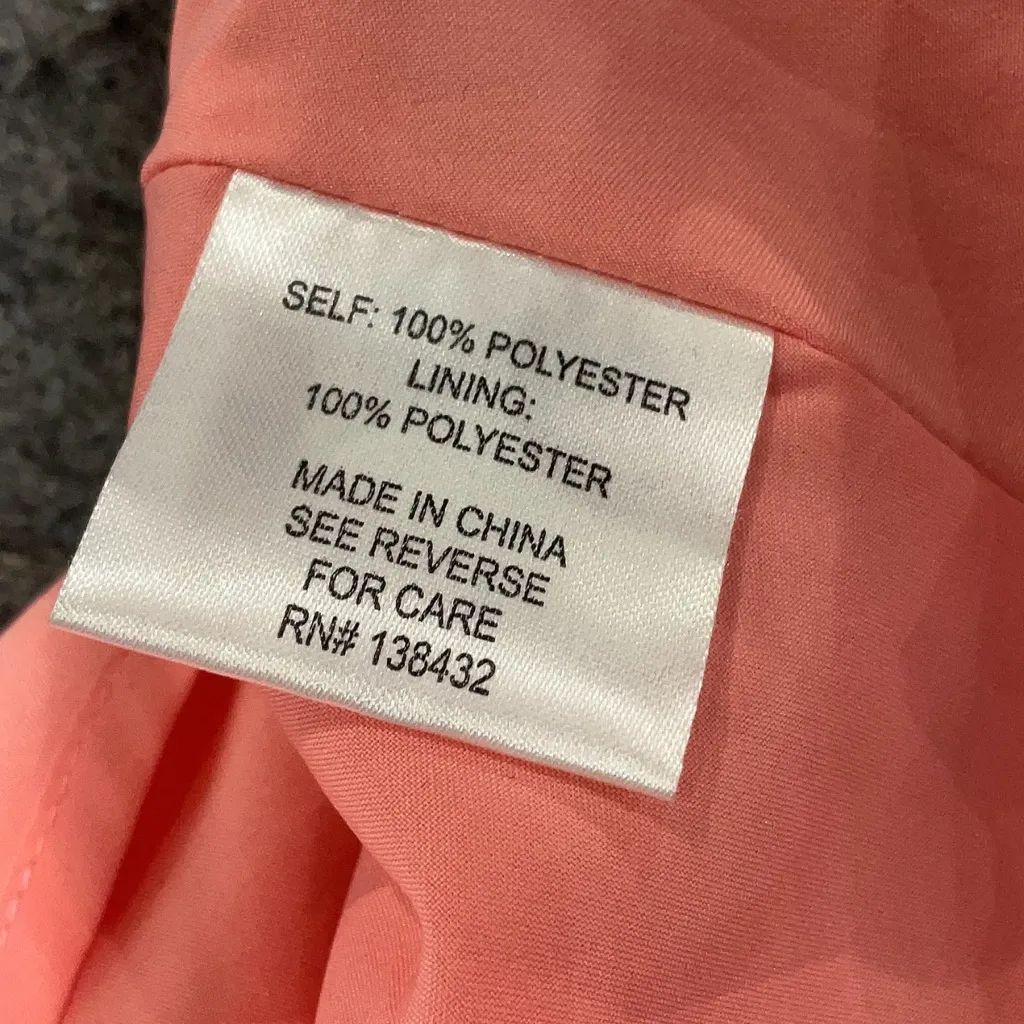 SELF: 100% POLYESTER
LINING:
100% POLYESTER
MADE IN CHINA
SEE REVERSE
FOR CARE
RN# 138432